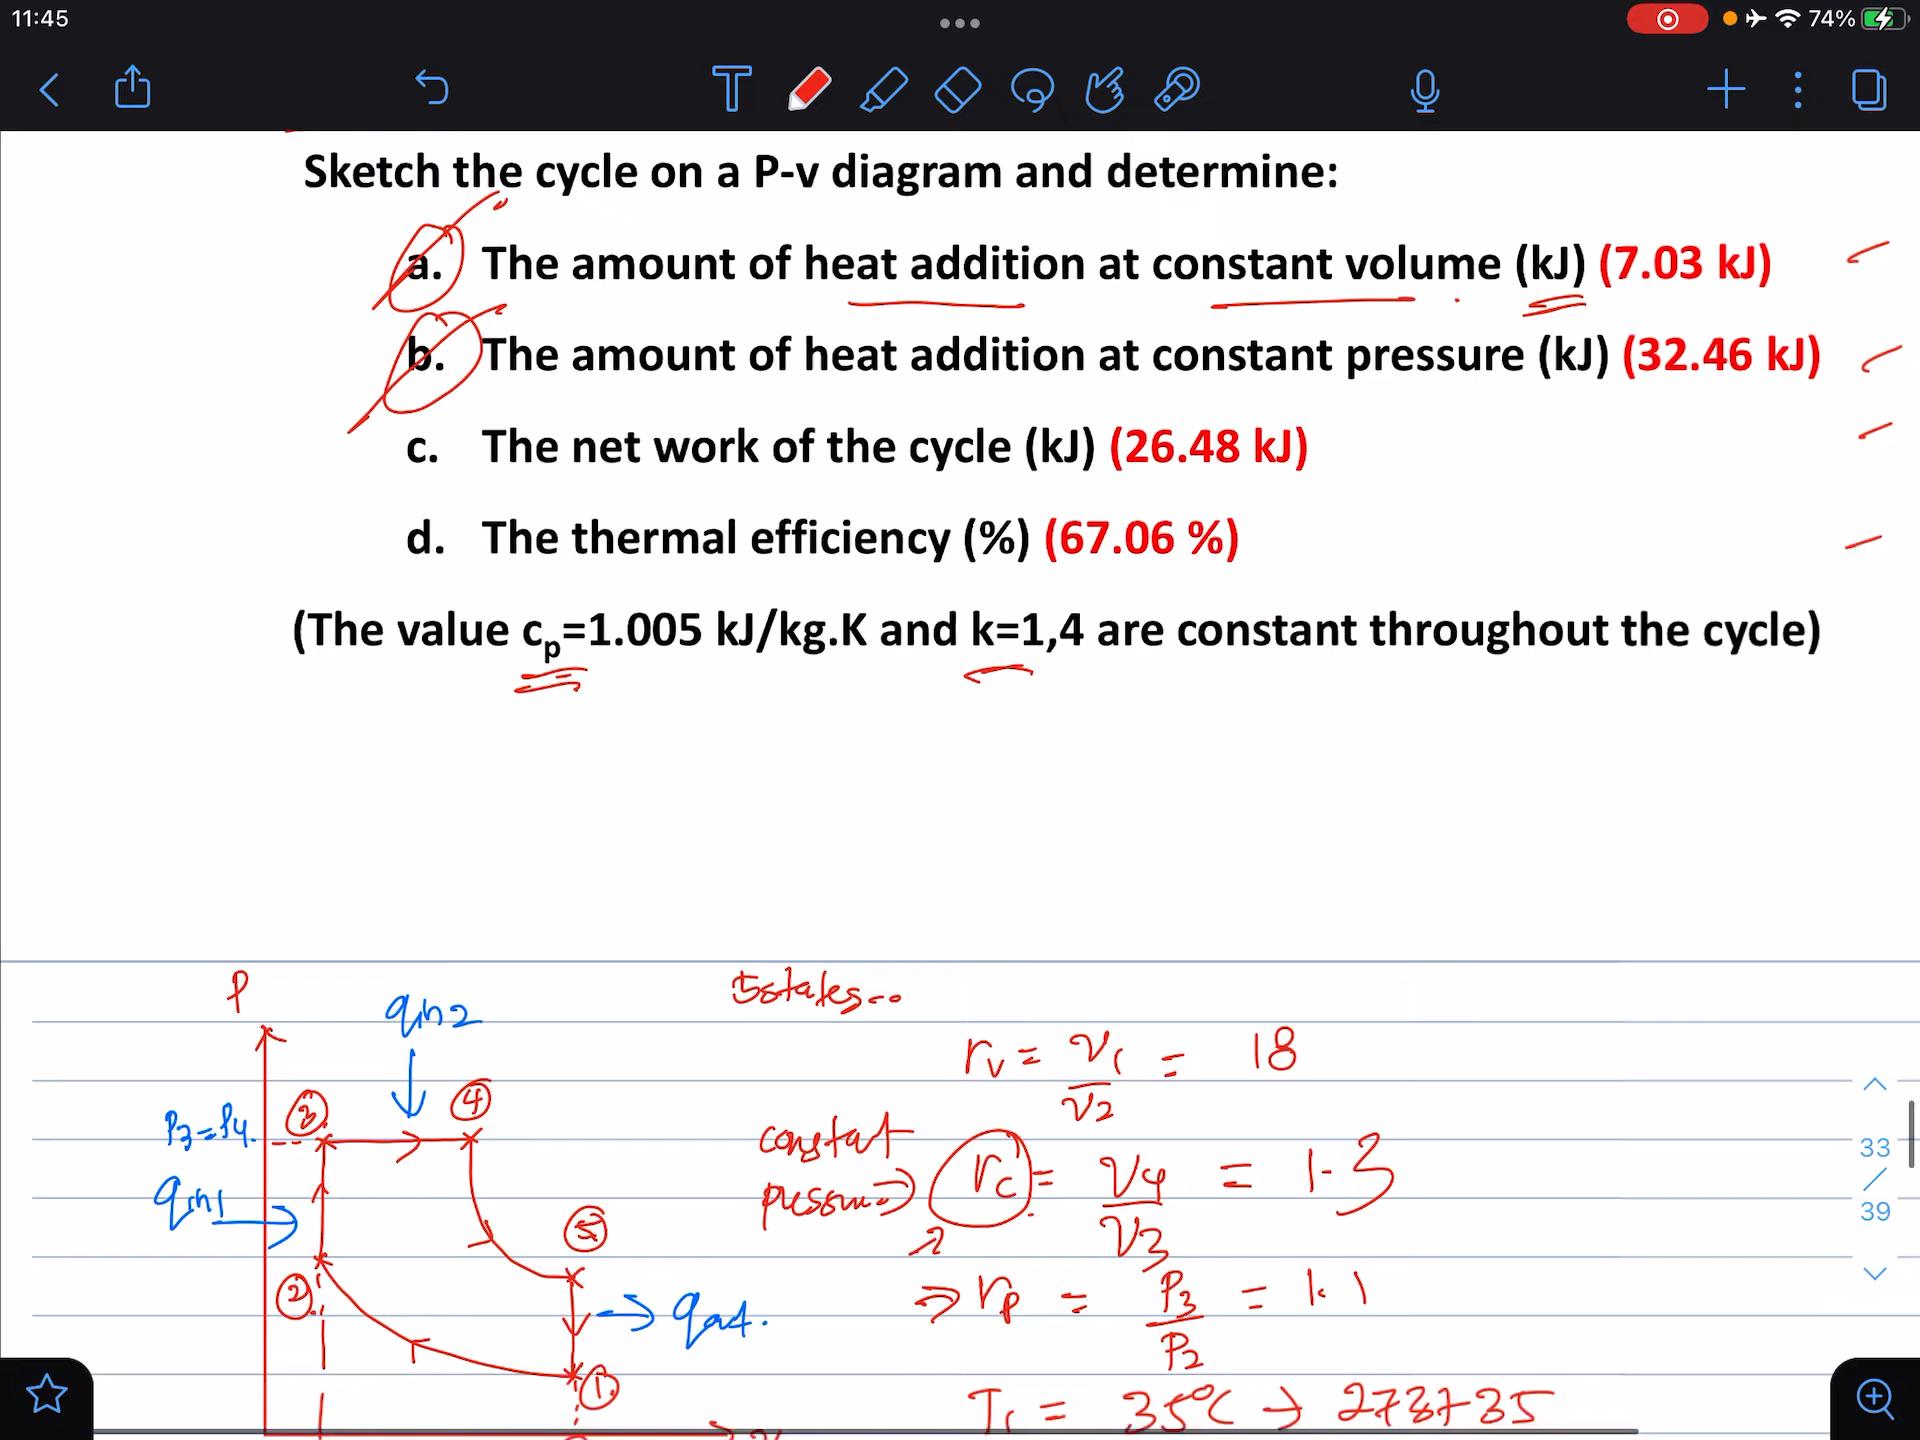 11:45
74%
T
Sketch the cycle on a P-v diagram and determine:
a. The amount of heat addition at constant volume (kJ) (7.03 kJ)
b. The amount of heat addition at constant pressure (kJ) (32.46 kJ)
c. The net work of the cycle (kJ) (26.48 kJ)
d. The thermal efficiency (%) (67.06 %)
(The value cp=1.005 kJ/kg.K and k=1,4 are constant throughout the cycle)
P
qin2
5states..
rv = v1/v2 = 18
3
4
P3=P4
constant
pressure => rc = v4/v3 = 1.3
qin1
5
2
=> rp = P3/P2 = 1.1
qout.
1
T1 = 35°C → 273+35
33
/
39